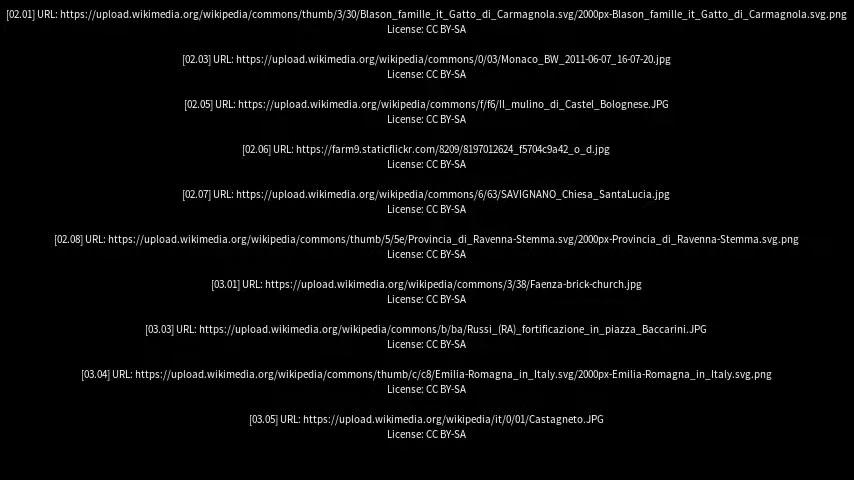 [02.01] URL: https://upload.wikimedia.org/wikipedia/commons/thumb/3/30/Blason_famille_it_Gatto_di_Carmagnola.svg/2000px-Blason_famille_it_Gatto_di_Carmagnola.svg.png
License: CC BY-SA
[02.03] URL: https://upload.wikimedia.org/wikipedia/commons/0/03/Monaco_BW_2011-06-07_16-07-20.jpg
License: CC BY-SA
[02.05] URL: https://upload.wikimedia.org/wikipedia/commons/f/f6/Il_mulino_di_Castel_Bolognese.JPG
License: CC BY-SA
[02.06] URL: https://farm9.staticflickr.com/8209/8197012624_f5704c9a42_o_d.jpg
License: CC BY-SA
[02.07] URL: https://upload.wikimedia.org/wikipedia/commons/6/63/SAVIGNANO_Chiesa_SantaLucia.jpg
License: CC BY-SA
[02.08] URL: https://upload.wikimedia.org/wikipedia/commons/thumb/5/5e/Provincia_di_Ravenna-Stemma.svg/2000px-Provincia_di_Ravenna-Stemma.svg.png
License: CC BY-SA
[03.01] URL: https://upload.wikimedia.org/wikipedia/commons/3/38/Faenza-brick-church.jpg
License: CC BY-SA
[03.03] URL: https://upload.wikimedia.org/wikipedia/commons/b/ba/Russi_(RA)_fortificazione_in_piazza_Baccarini.JPG
License: CC BY-SA
[03.04] URL: https://upload.wikimedia.org/wikipedia/commons/thumb/c/c8/Emilia-Romagna_in_Italy.svg/2000px-Emilia-Romagna_in_Italy.svg.png
License: CC BY-SA
[03.05] URL: https://upload.wikimedia.org/wikipedia/it/0/01/Castagneto.JPG
License: CC BY-SA